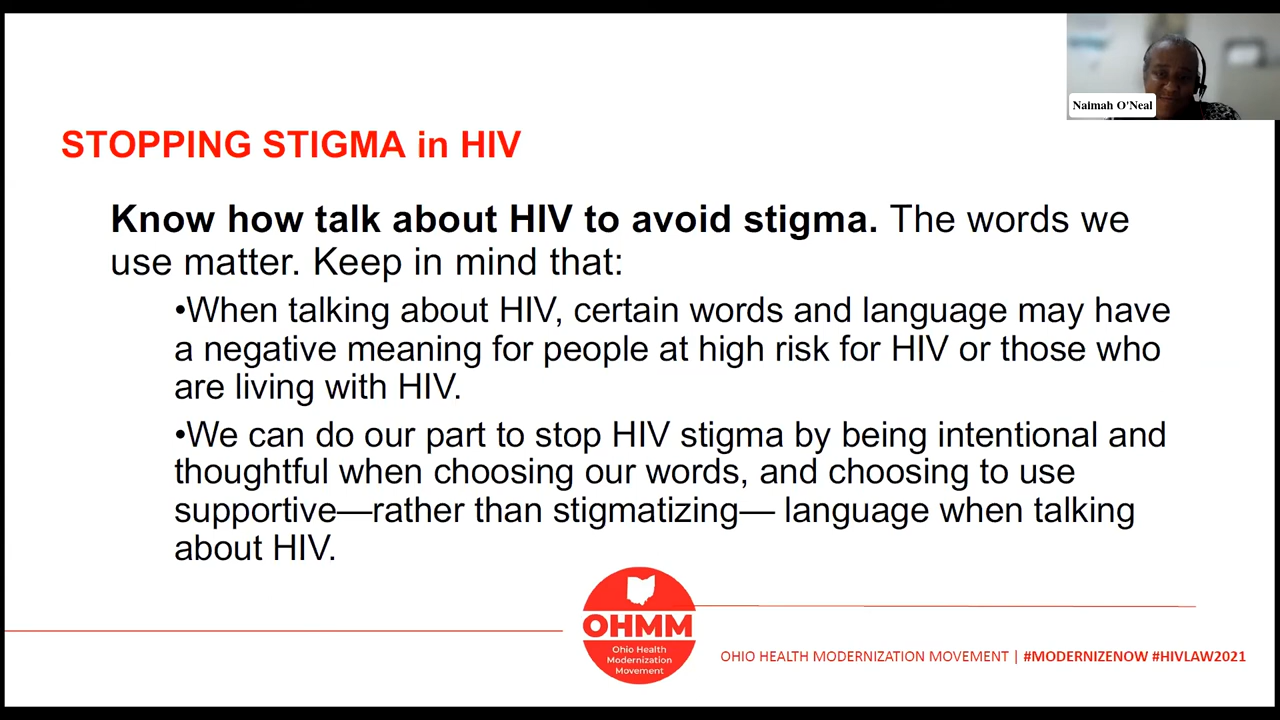 Naimah O'Neal
STOPPING STIGMA in HIV
Know how talk about HIV to avoid stigma. The words we
use matter. Keep in mind that:
•When talking about HIV, certain words and language may have
a negative meaning for people at high risk for HIV or those who
are living with HIV.
•We can do our part to stop HIV stigma by being intentional and
thoughtful when choosing our words, and choosing to use
supportive—rather than stigmatizing— language when talking
about HIV.
OHMM
Ohio Health
Modernization
Movement
OHIO HEALTH MODERNIZATION MOVEMENT | #MODERNIZENOW #HIVLAW2021